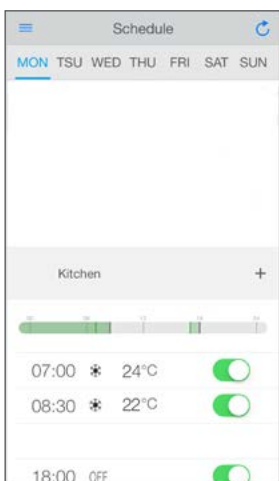 Schedule
MON TSU WED THU FRI SAT SUN
Kitchen +
07:00 24°C
08:30 22°C
18:00 OFF